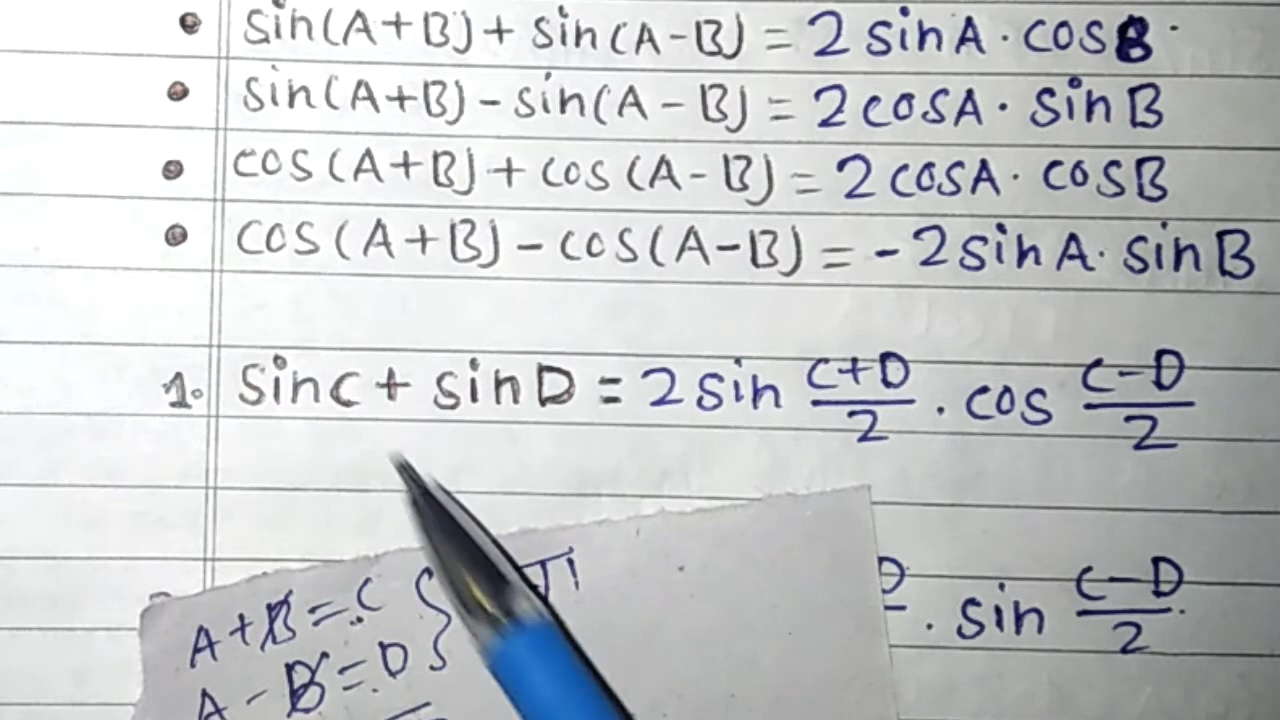 • sin(A+B) + sin(A-B) = 2 sinA · cosB
• sin(A+B) - sin(A-B) = 2 cosA · sinB
• cos(A+B) + cos(A-B) = 2 cosA · cosB
• cos(A+B) - cos(A-B) = -2 sinA · sinB
1. sinC + sinD = 2 sin (C+D)/2 · cos (C-D)/2
D . sin (C-D)/2
A+B=C }
A-B=D